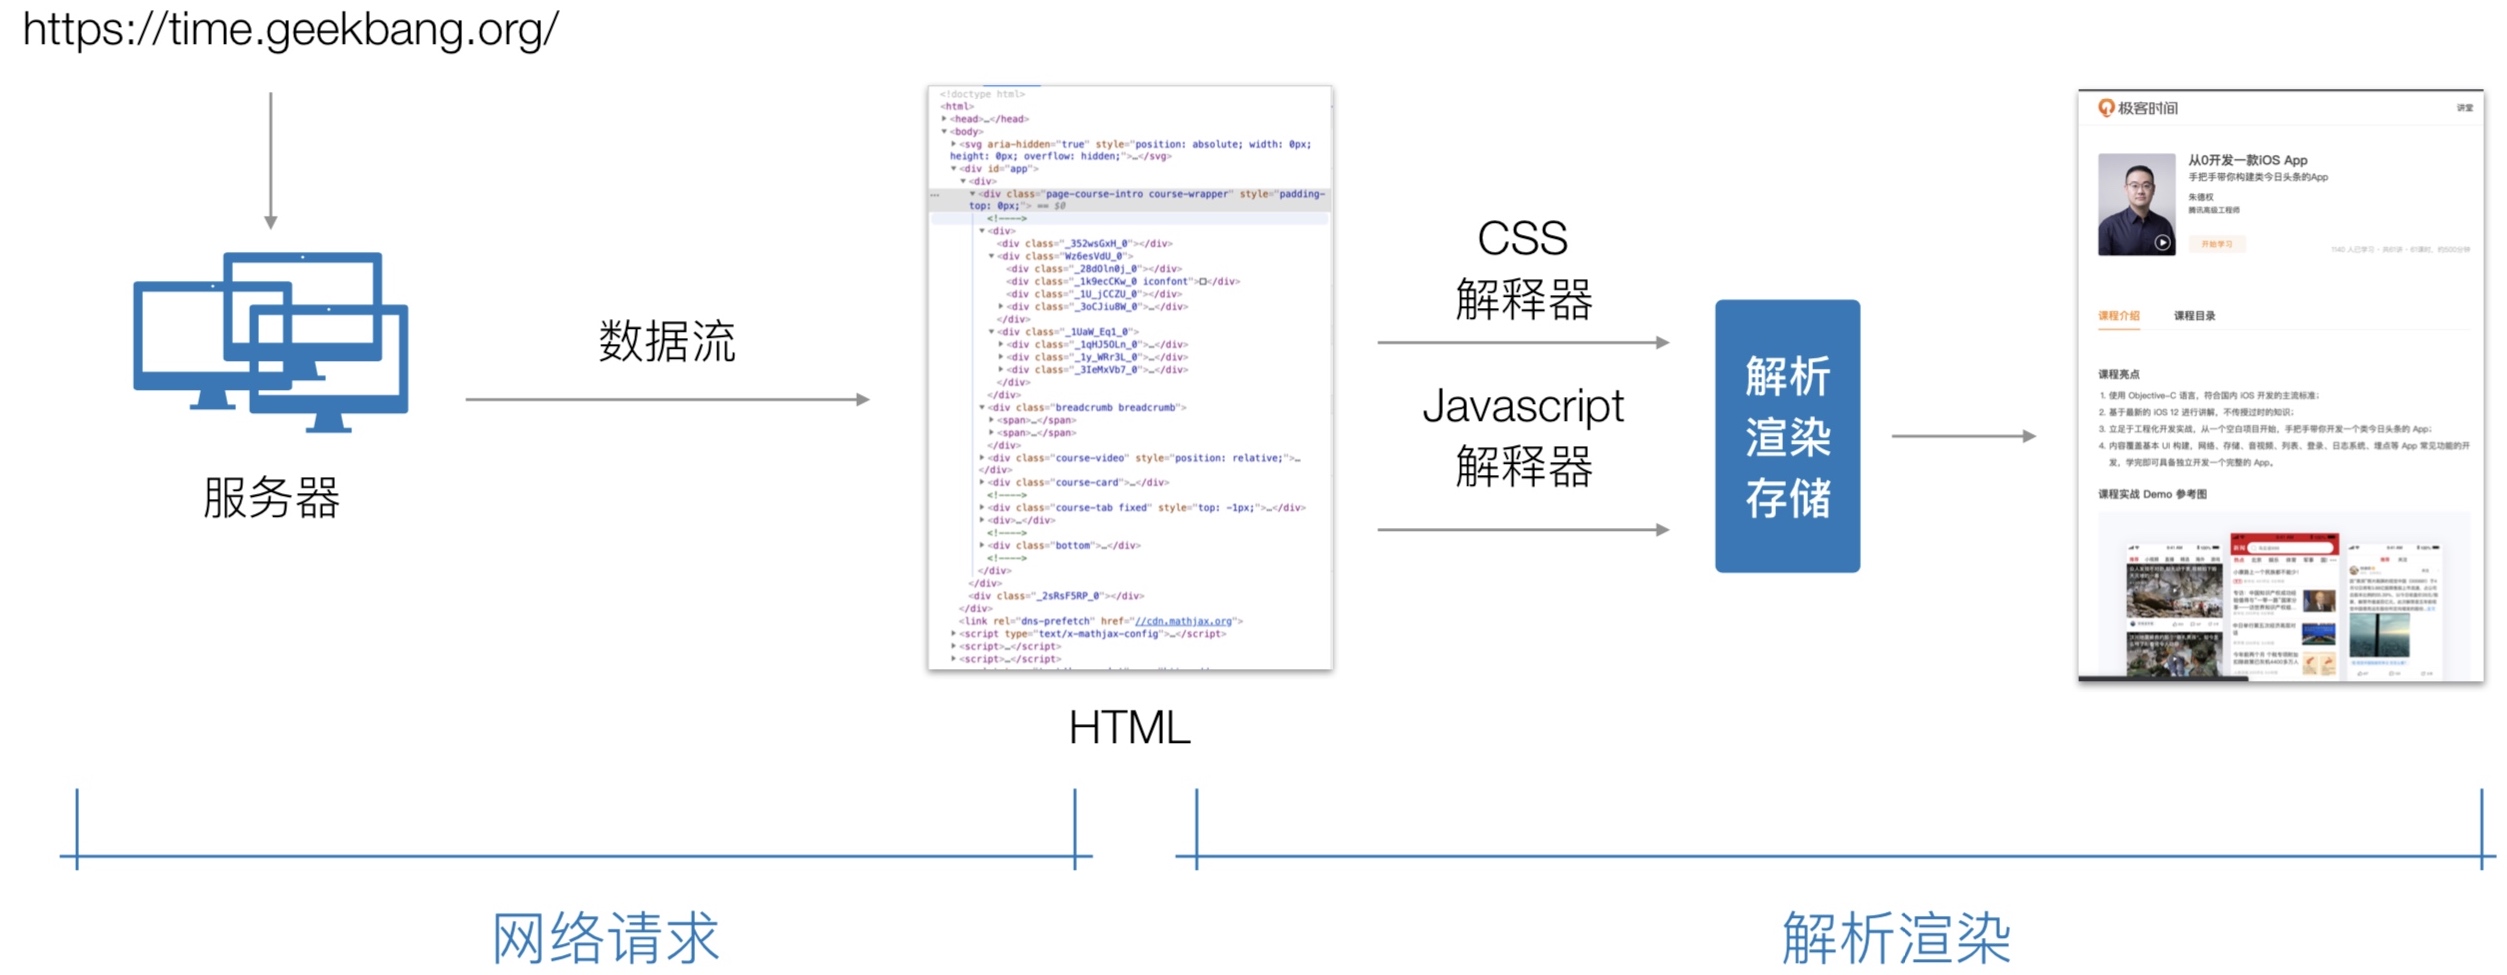 https://time.geekbang.org/
服务器
数据流
<!doctype html>
<html>
<head>…</head>
<body>
<svg aria-hidden="true" style="position: absolute; width: 0px;
height: 0px; overflow: hidden;">…</svg>
<div id="app">
<div>
<div class="page-course-intro course-wrapper" style="padding-
top: 0px;"> == $0
<!---->
<div>
<div class="_352wsGxH_0"></div>
<div class="Wz6esVdU_0">
<div class="_28dOln0j_0"></div>
<div class="_1k9ecCKw_0 iconfont"></div>
<div class="_1U_jCCZU_0"></div>
<div class="_3oCJiu8W_0">…</div>
</div>
<div class="_1UaW_Eq1_0">
<div class="_1qHJ5OLn_0">…</div>
<div class="_1y_WRr3L_0">…</div>
<div class="_3IeMxVb7_0">…</div>
</div>
</div>
<div class="breadcrumb breadcrumb">
<span>…</span>
<span>…</span>
</div>
<div class="course-video" style="position: relative;">…
</div>
<div class="course-card">…</div>
<!---->
<div class="course-tab fixed" style="top: -1px;">…</div>
<div>…</div>
<!---->
<div class="bottom">…</div>
<!---->
</div>
</div>
<div class="_2sRsF5RP_0"></div>
</div>
<link rel="dns-prefetch" href="//cdn.mathjax.org">
<script type="text/x-mathjax-config">…</script>
<script>…</script>
<script>…</script>
HTML
CSS
解释器
Javascript
解释器
解析
渲染
存储
极客时间
讲堂
从0开发一款iOS App
手把手带你构建类今日头条的App
朱德权
腾讯高级工程师
开始学习
课程介绍 课程目录
课程亮点
1. 使用 Objective-C 语言，符合国内 iOS 开发的主流标准；
2. 基于最新的 iOS 12 进行讲解，不传授过时的知识；
3. 立足于工程化开发实战，从一个空白项目开始，手把手带你开发一个类今日头条的 App；
4. 内容覆盖基本 UI 构建、网络、存储、音视频、列表、登录、日志系统、埋点等 App 常见功能的开
发，学完即可具备独立开发一个完整的 App。
课程实战 Demo 参考图
网络请求
解析渲染